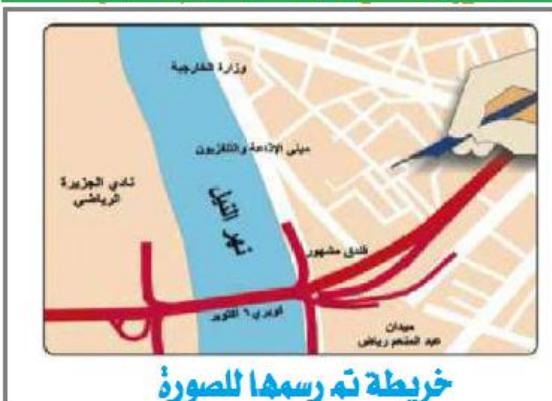 وزارة الخارجية
مبنى الإذاعة والتلفزيون
نادي الجزيرة
الرياضي
نهر النيل
فندق مشهور
كوبري ٦ أكتوبر
ميدان
عبد المنعم رياض
خريطة تم رسمها للصورة